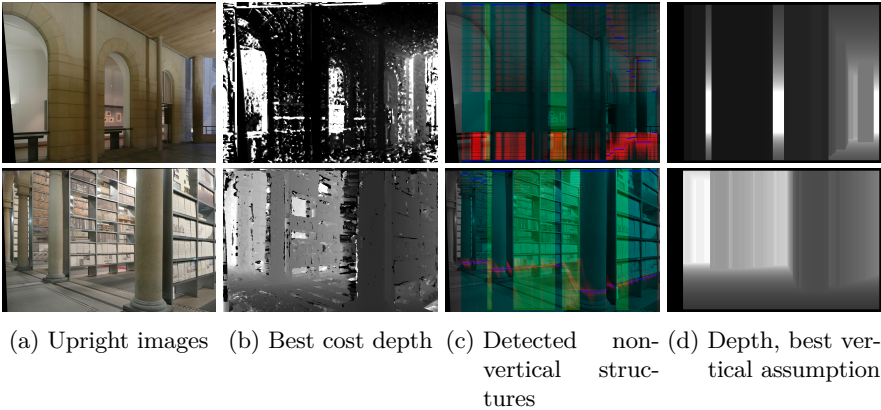 (a) Upright images (b) Best cost depth (c) Detected non- (d) Depth, best ver-
vertical struc- tical assumption
tures